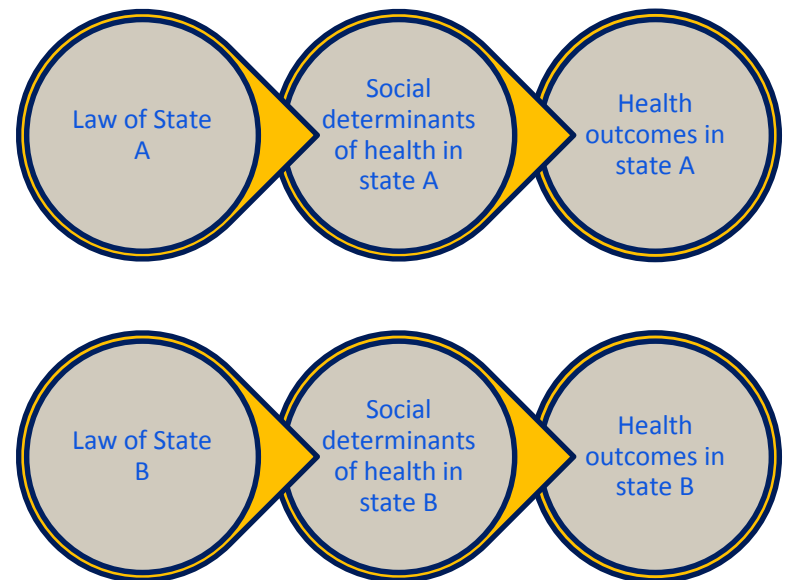 Law of State
A
Social
determinants
of health in
state A
Health
outcomes in
state A
Law of State
B
Social
determinants
of health in
state B
Health
outcomes in
state B